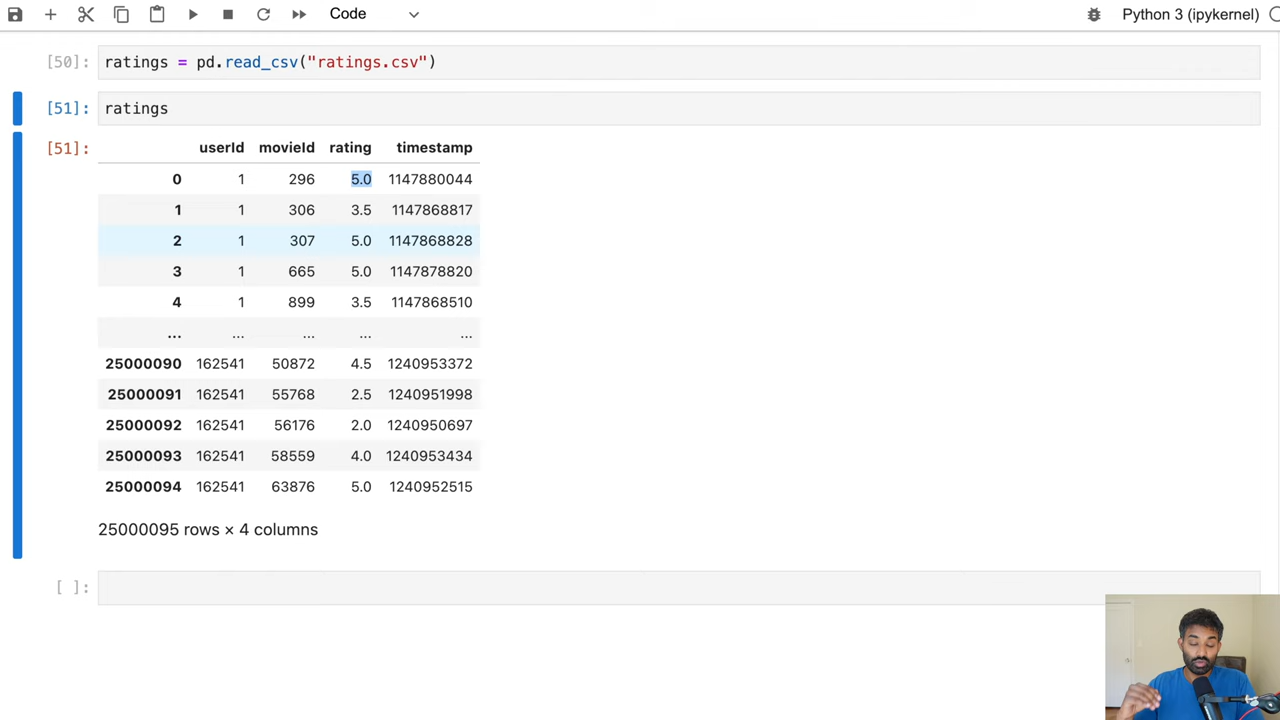 Code Python 3 (ipykernel)
[50]: ratings = pd.read_csv("ratings.csv")
[51]: ratings
[51]: userId movieId rating timestamp
0 1 296 5.0 1147880044
1 1 306 3.5 1147868817
2 1 307 5.0 1147868828
3 1 665 5.0 1147878820
4 1 899 3.5 1147868510
... ... ... ... ...
25000090 162541 50872 4.5 1240953372
25000091 162541 55768 2.5 1240951998
25000092 162541 56176 2.0 1240950697
25000093 162541 58559 4.0 1240953434
25000094 162541 63876 5.0 1240952515
25000095 rows × 4 columns
[ ]: